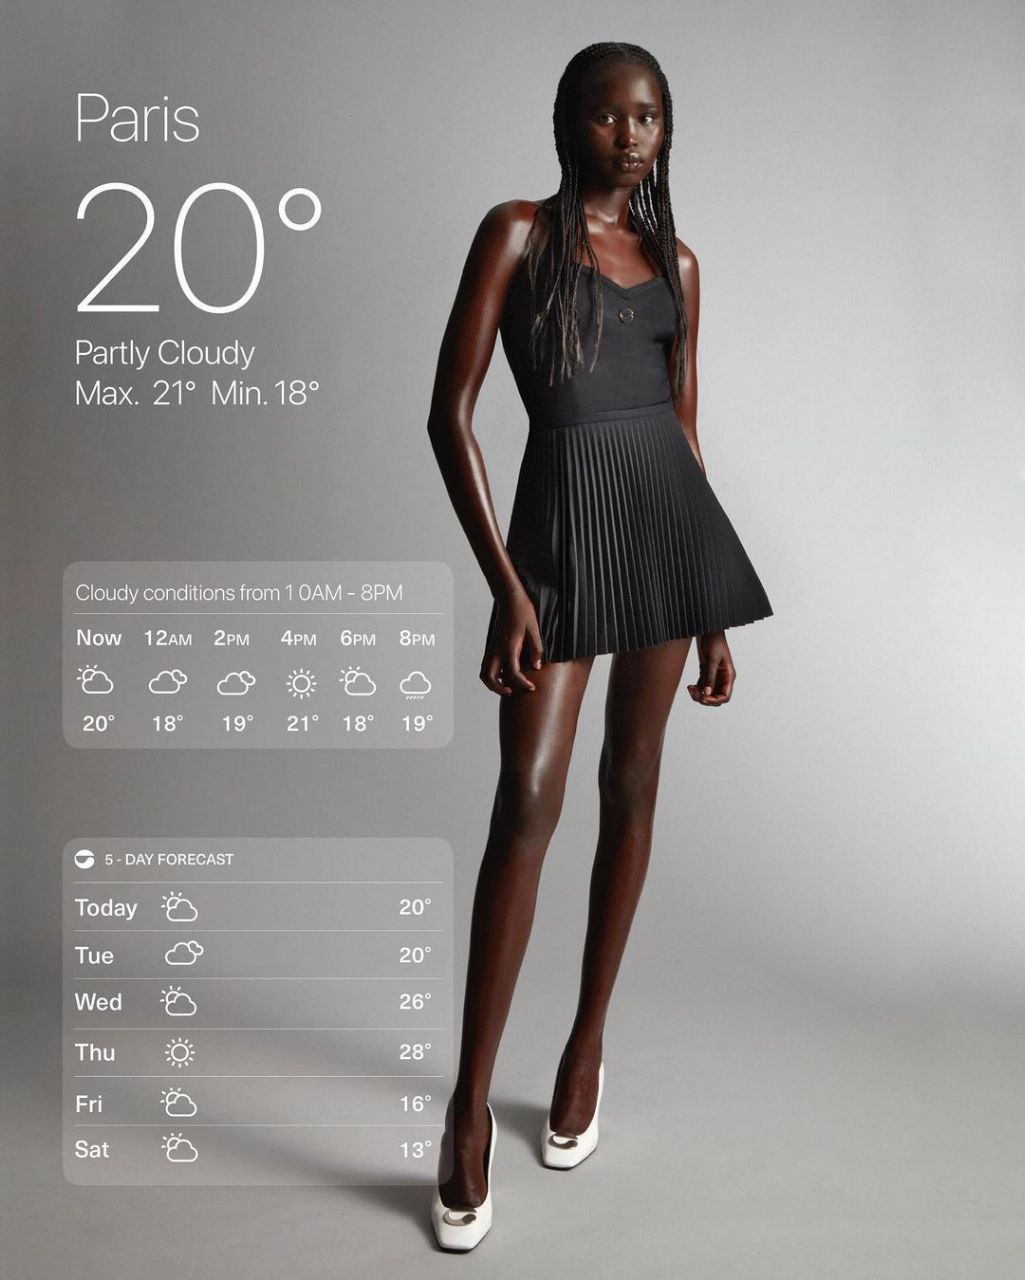 Paris
20°
Partly Cloudy
Max. 21° Min. 18°
Cloudy conditions from 1 0AM - 8PM
Now 12AM 2PM 4PM 6PM 8PM
20° 18° 19° 21° 18° 19°
5 - DAY FORECAST
Today 20°
Tue 20°
Wed 26°
Thu 28°
Fri 16°
Sat 13°